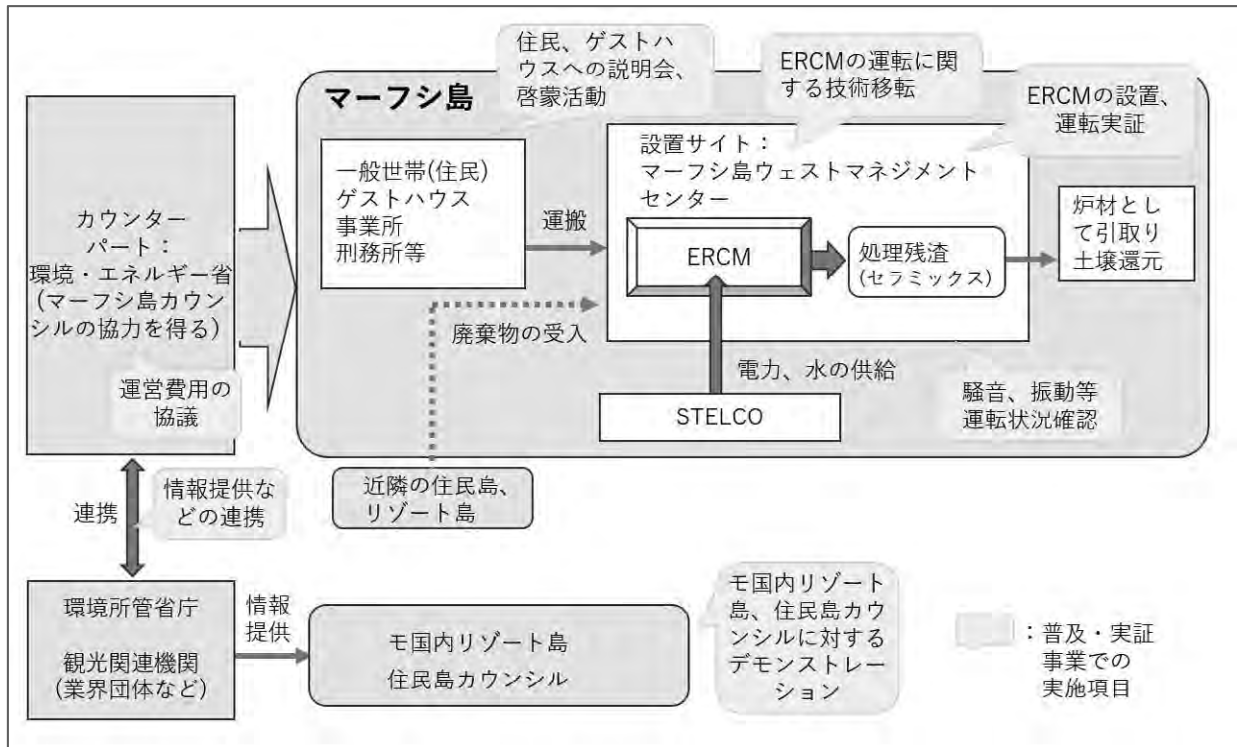 住民、ゲストハ
ウスへの説明会、
啓蒙活動
ERCMの運転に関
する技術移転
ERCMの設置、
運転実証
マーフシ島
カウンター
パート：
環境・エネルギー省
(マーフシ島カウン
シルの協力を得る)
運営費用の
協議
一般世帯(住民)
ゲストハウス
事業所
刑務所等
運搬
設置サイト：
マーフシ島ウェストマネジメント
センター
ERCM
処理残渣
(セラミックス)
炉材とし
て引取り
土壌還元
廃棄物の受入
電力、水の供給
STELCO
騒音、振動等
運転状況確認
近隣の住民島、
リゾート島
連携
情報提供な
どの連携
環境所管省庁
観光関連機関
(業界団体など)
情報
提供
モ国内リゾート島
住民島カウンシル
モ国内リゾート
島、住民島カウ
ンシルに対する
デモンストレー
ション
：普及・実証
事業での
実施項目